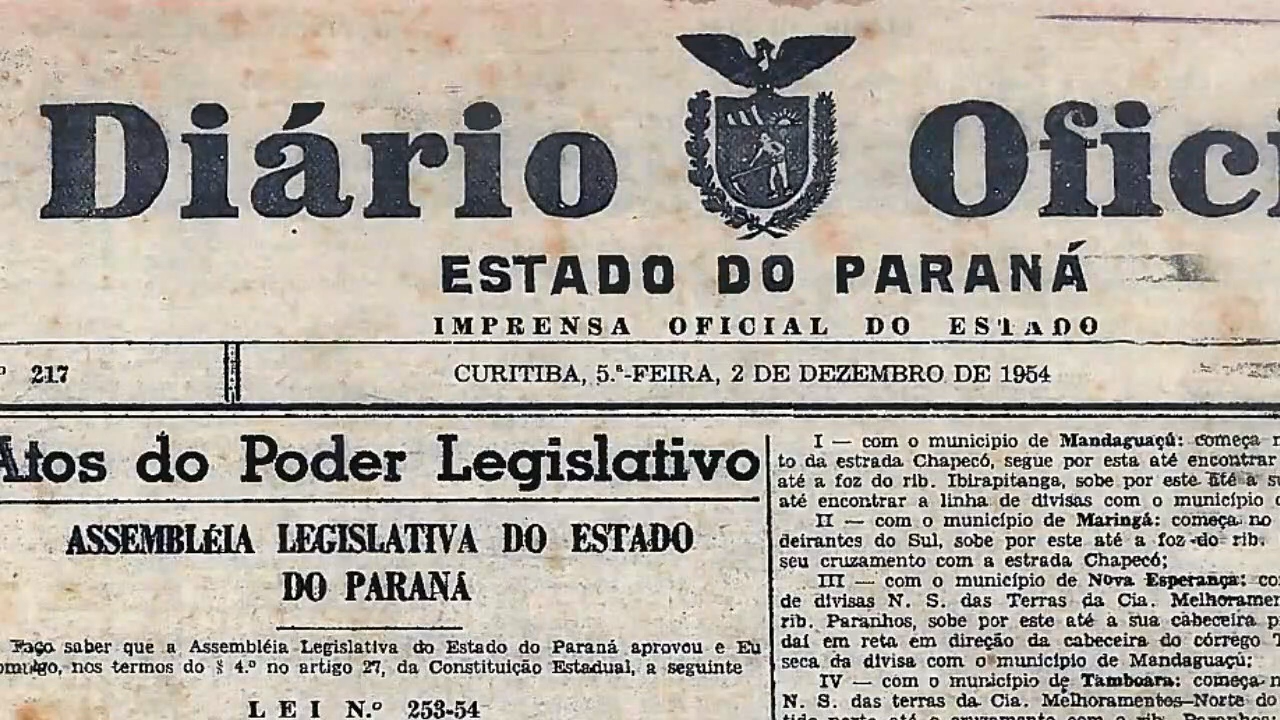 Diário Ofici
ESTADO DO PARANÁ
IMPRENSA OFICIAL DO ESTADO
º 217
CURITIBA, 5.ª-FEIRA, 2 DE DEZEMBRO DE 1954
Atos do Poder Legislativo
ASSEMBLÉIA LEGISLATIVA DO ESTADO
DO PARANÁ
Faço saber que a Assembléia Legislativa do Estado do Paraná aprovou e Eu
omulgo, nos termos do § 4.º no artigo 27, da Constituição Estadual, a seguinte
LEI N.º 253-54
I — com o municipio de Mandaguaçú: começa
to da estrada Chapecó, segue por esta até encontrar
até a foz do rib. Ibirapitanga, sobe por este até a su
até encontrar a linha de divisas com o município
II — com o município de Maringá: começa no
deirantes do Sul, sobe por este até a foz do rib.
seu cruzamento com a estrada Chapecó;
III — com o município de Nova Esperança: co
de divisas N. S. das Terras da Cia. Melhoramen
rib. Paranhos, sobe por este até a sua cabeceira p
daí em reta em direção da cabeceira do córrego
seca da divisa com o município de Mandaguaçú;
IV — com o município de Tamboara: começa
N. S. das terras da Cia. Melhoramentos Norte do